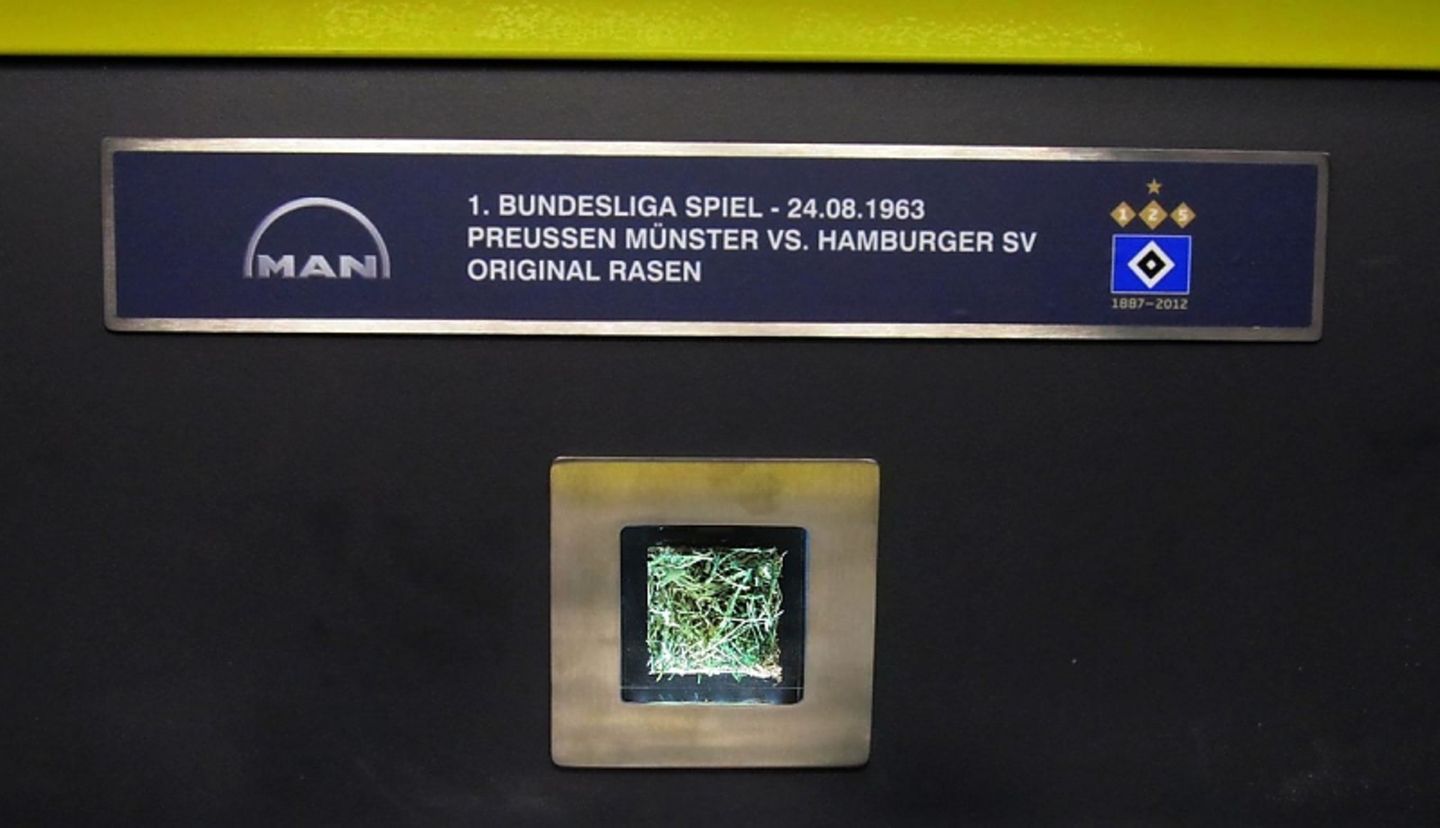 MAN
1. BUNDESLIGA SPIEL - 24.08.1963
PREUSSEN MÜNSTER VS. HAMBURGER SV
ORIGINAL RASEN
1 2 5
1887–2012